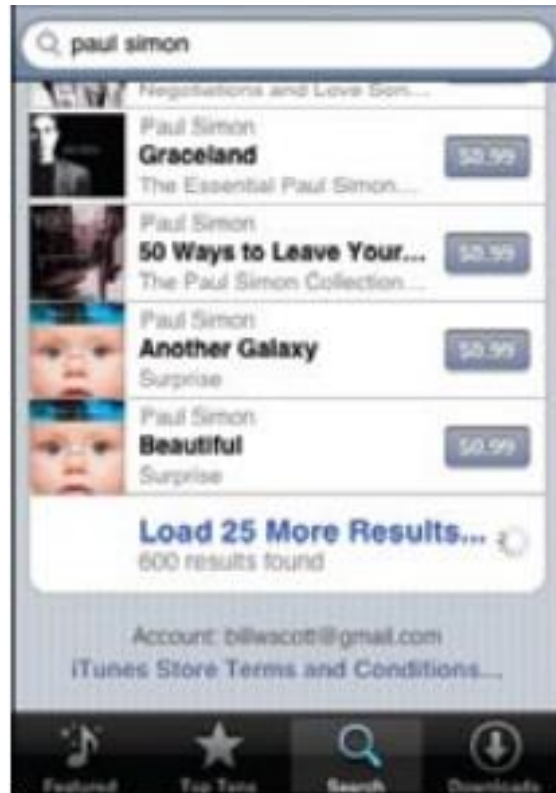 paul simon
Negotiations and Love Son...
Paul Simon
Graceland
$0.99
The Essential Paul Simon...
Paul Simon
50 Ways to Leave Your...
$0.99
The Paul Simon Collection...
Paul Simon
Another Galaxy
$0.99
Surprise
Paul Simon
Beautiful
$0.99
Surprise
Load 25 More Results...
600 results found
Account: billwscott@gmail.com
iTunes Store Terms and Conditions...
Featured
Top Tens
Search
Downloads